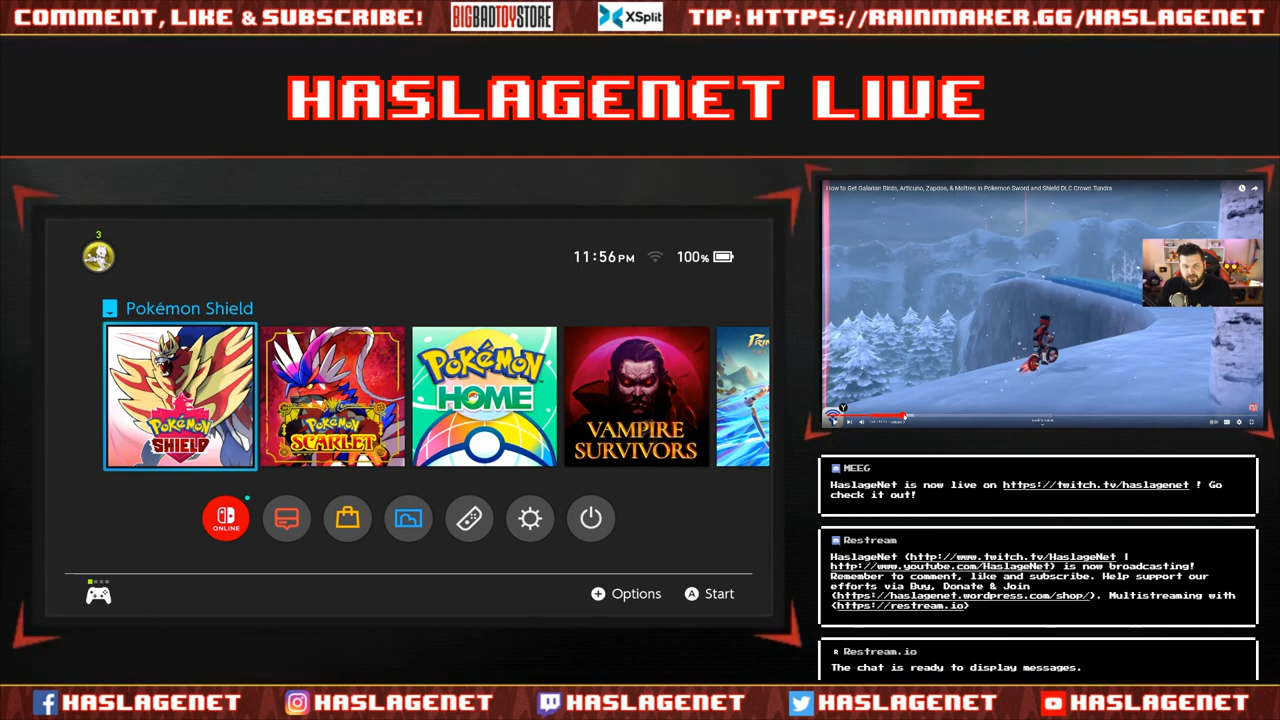 COMMENT, LIKE & SUBSCRIBE!
BIGBADTOYSTORE
XSplit
TIP: HTTPS://RAINMAKER.GG/HASLAGENET
HASLAGENET LIVE
3
11:56PM
100%
Pokémon Shield
POKÉMON
SHIELD
POKÉMON
SCARLET
POKÉMON
HOME
VAMPIRE
SURVIVORS
ONLINE
Options
A Start
How to Get Galarian Birds, Articuno, Zapdos, & Moltres in Pokemon Sword and Shield DLC Crown Tundra
Y
MEEG
HaslageNet is now live on https://twitch.tv/haslagenet ! Go
check it out!
Restream
HaslageNet (http://www.twitch.tv/HaslageNet |
http://www.youtube.com/HaslageNet) is now broadcasting!
Remember to comment, like and subscribe. Help support our
efforts via Buy, Donate & Join
(https://haslagenet.wordpress.com/shop/). Multistreaming with
(https://restream.io)
R Restream.io
The chat is ready to display messages.
HASLAGENET
HASLAGENET
HASLAGENET
HASLAGENET
HASLAGENET